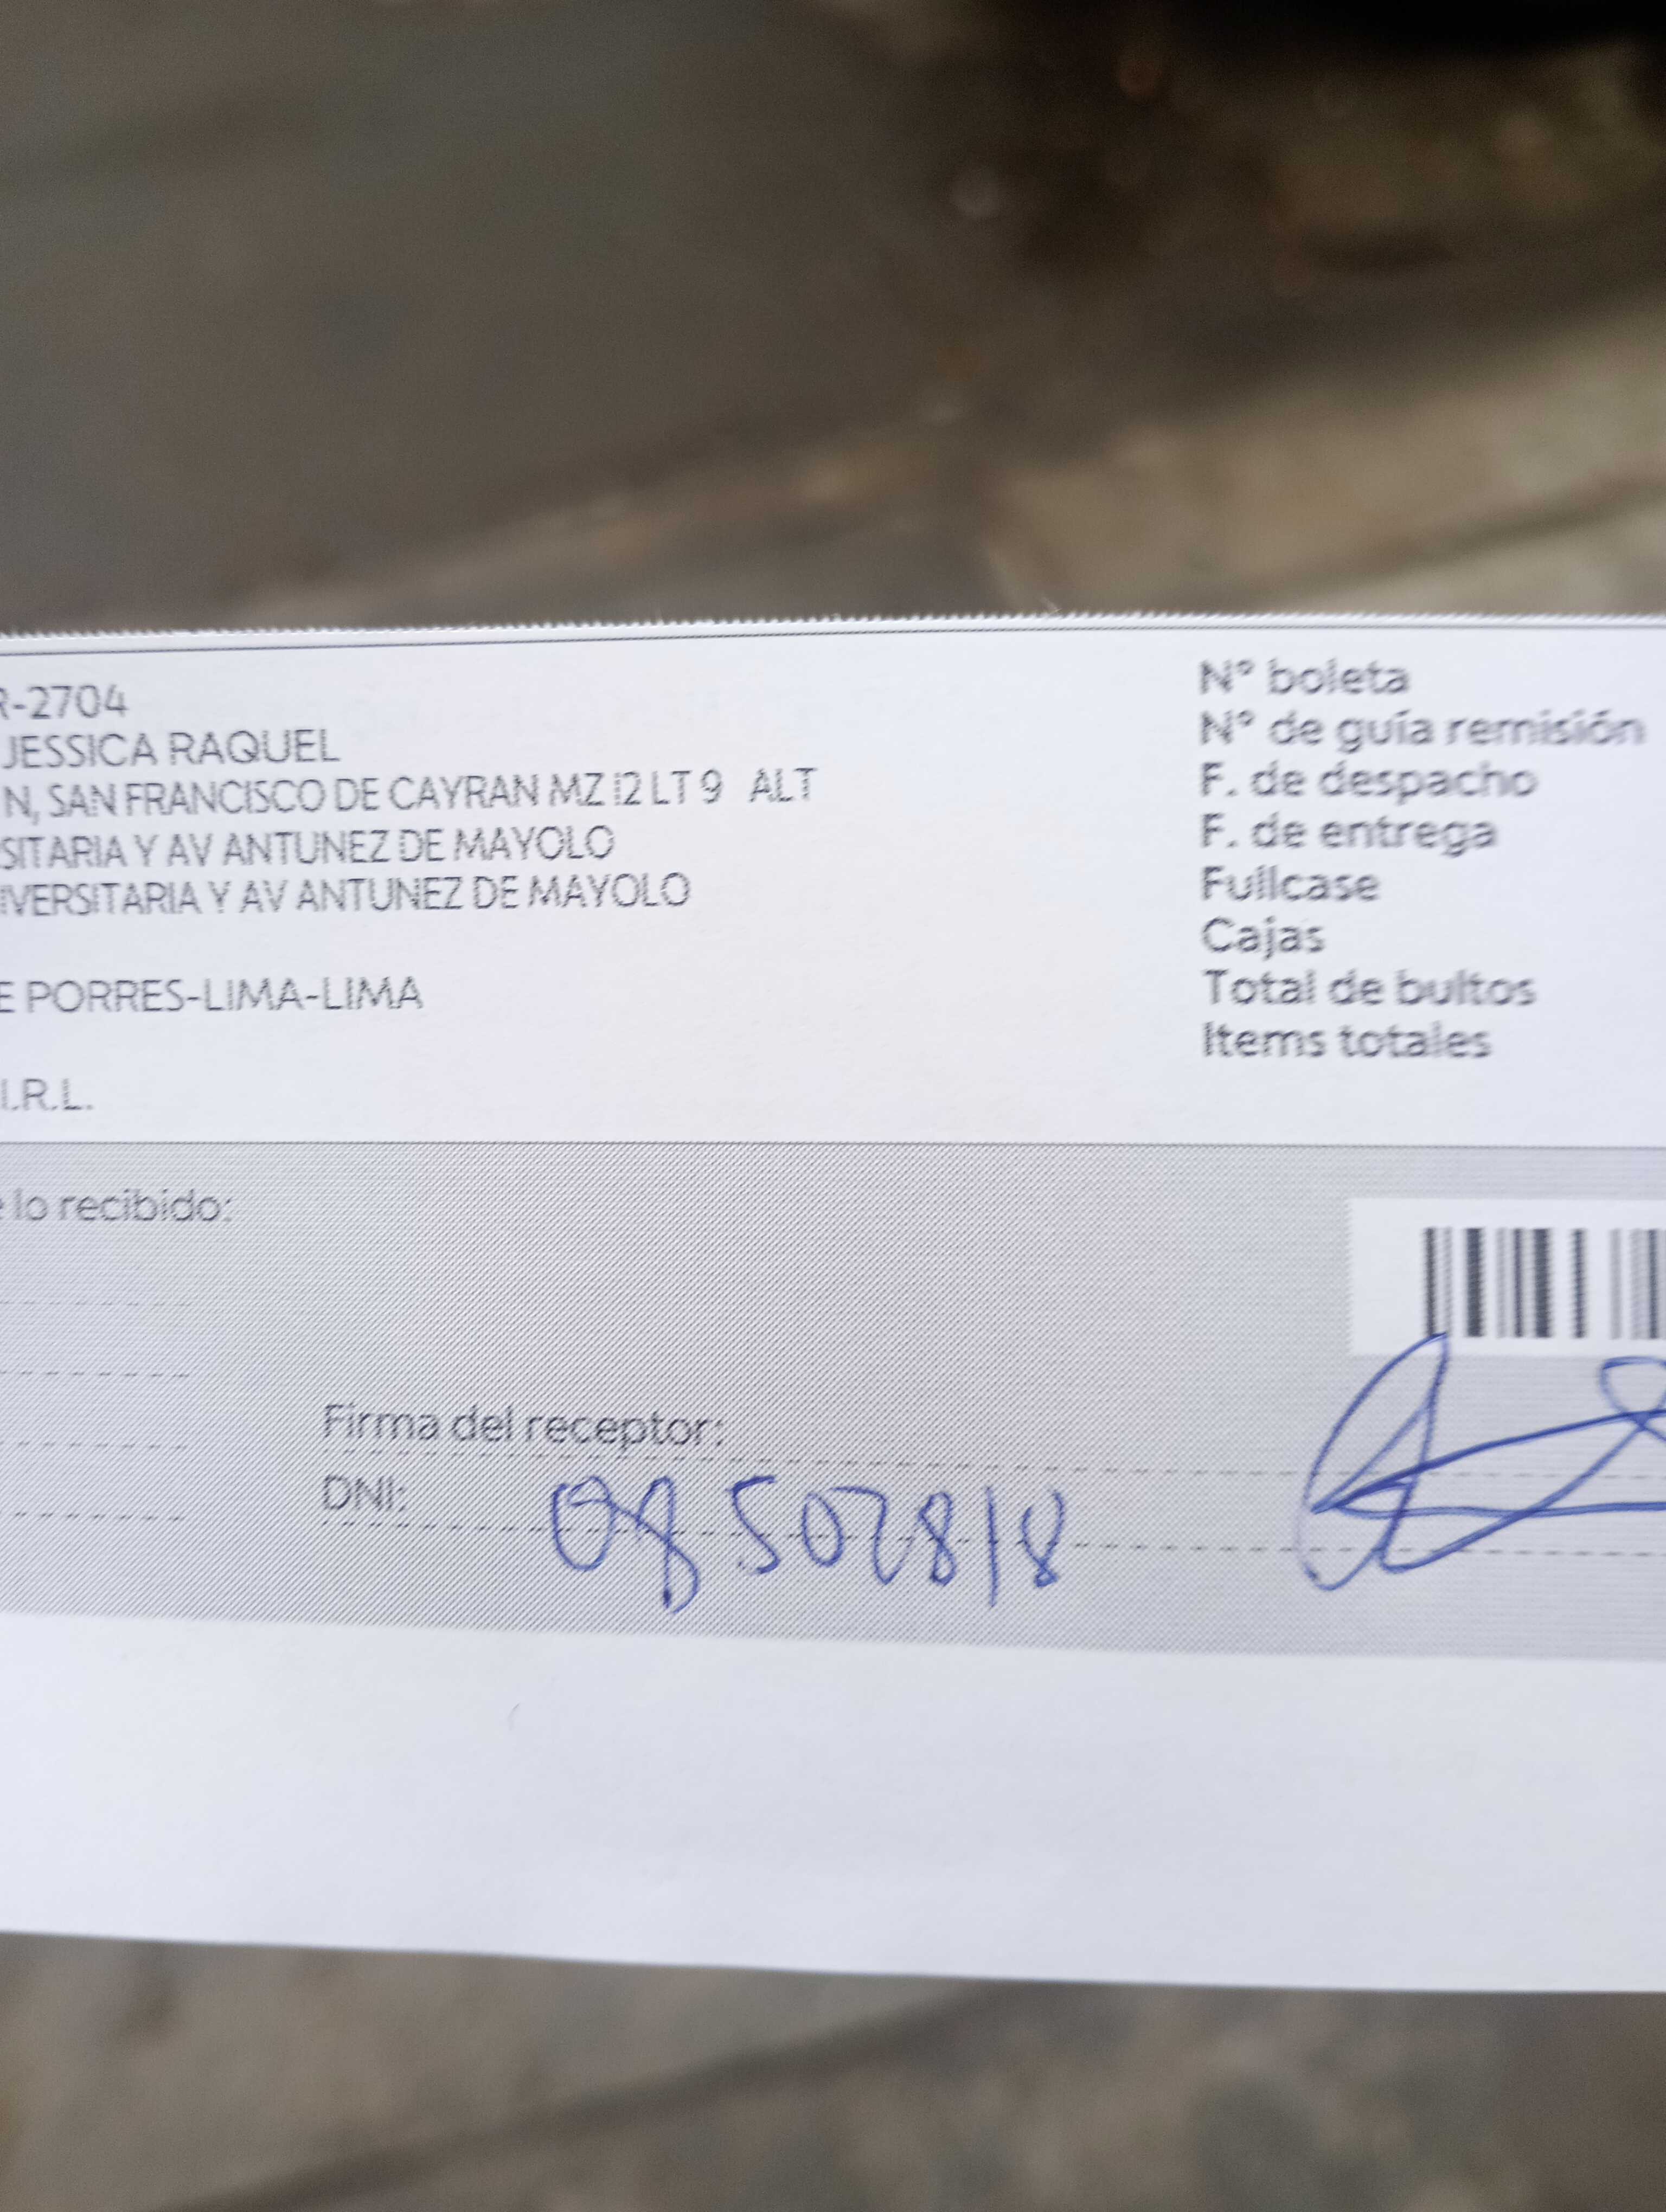 R-2704
JESSICA RAQUEL
N, SAN FRANCISCO DE CAYRAN MZ I2 LT 9 ALT
SITARIA Y AV ANTUNEZ DE MAYOLO
IVERSITARIA Y AV ANTUNEZ DE MAYOLO
E PORRES-LIMA-LIMA
I.R.L.
N° boleta
N° de guía remisión
F. de despacho
F. de entrega
Fullcase
Cajas
Total de bultos
Items totales
e lo recibido:
Firma del receptor:
DNI: 08502818